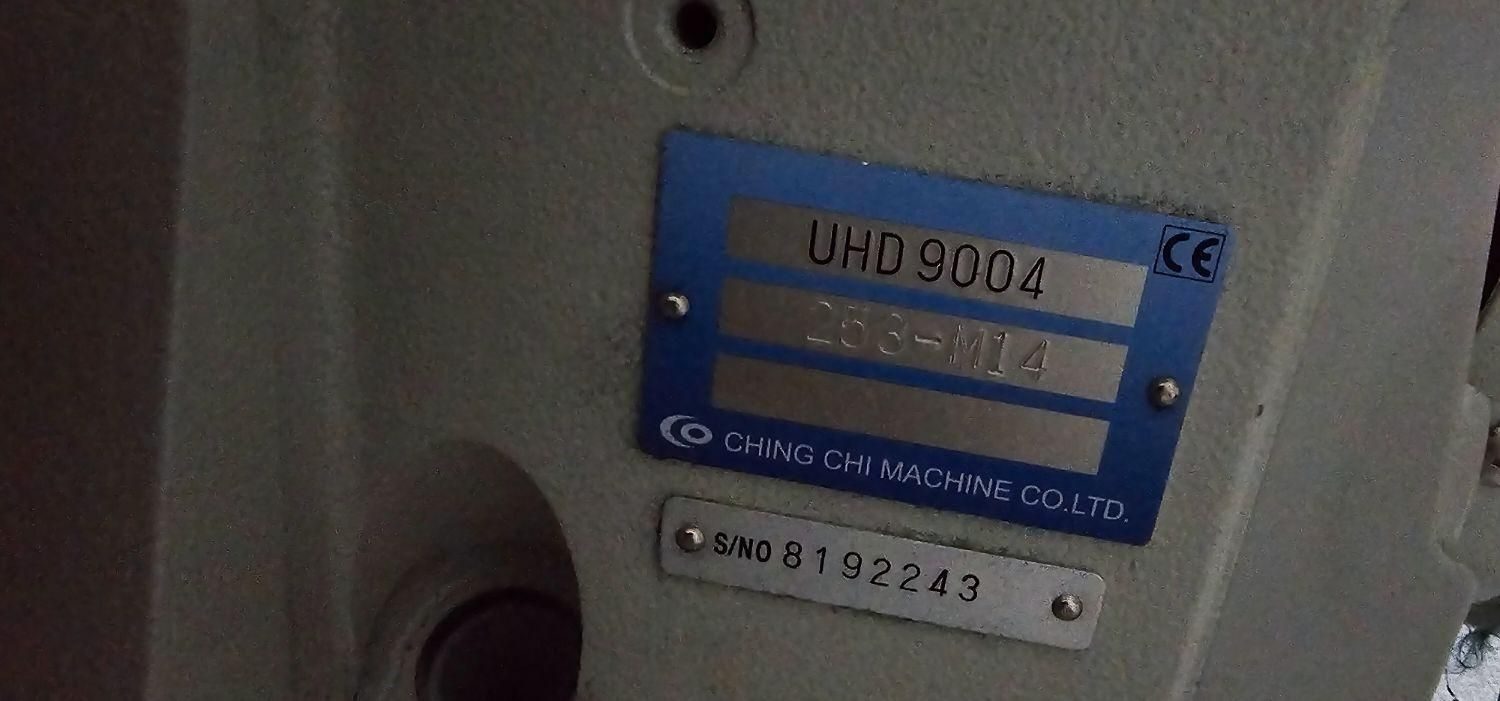 UHD 9004
CE
253-M14
CHING CHI MACHINE CO.LTD.
S/NO 8192243